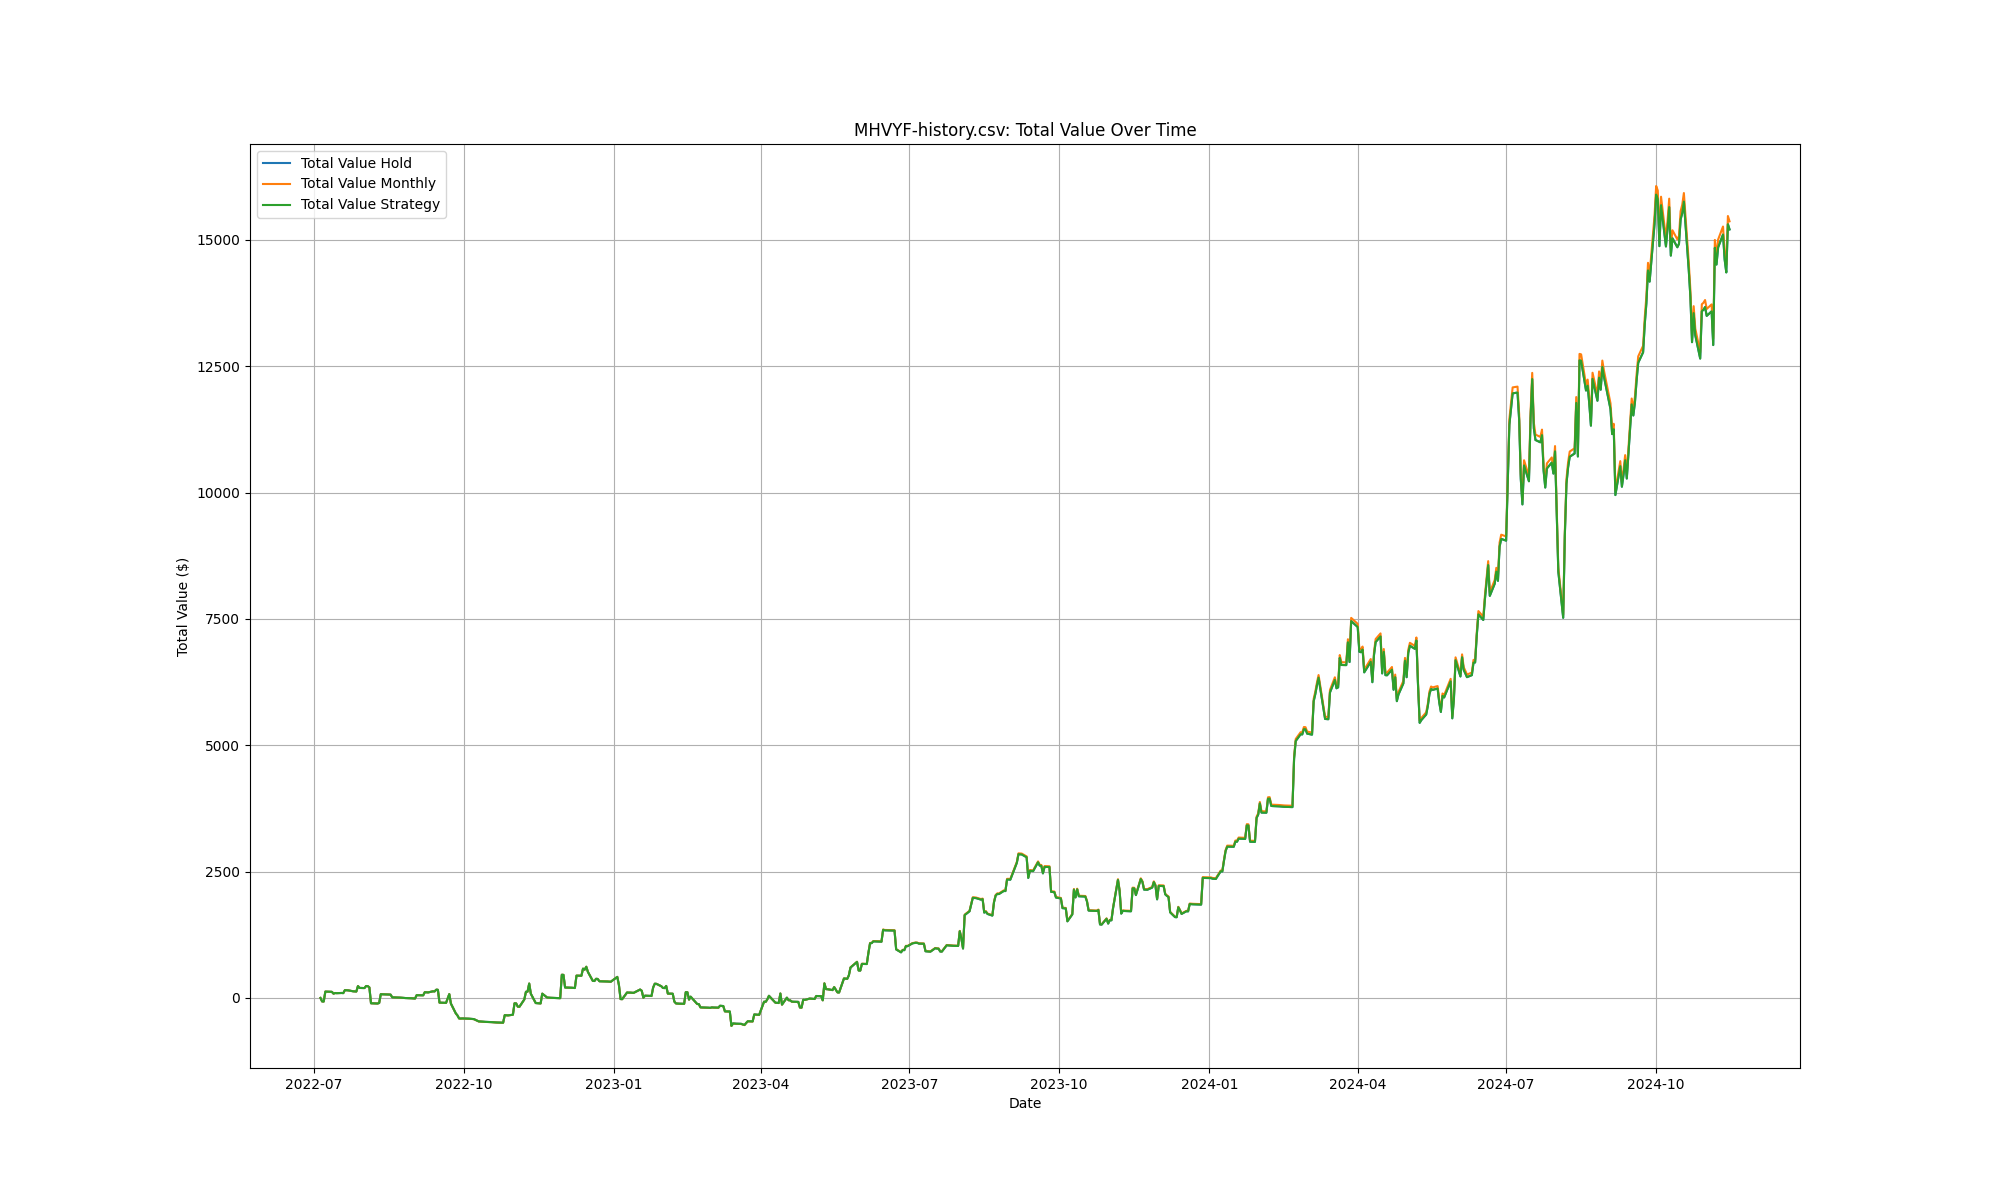 MHVYF-history.csv: Total Value Over Time
Total Value Hold
Total Value Monthly
Total Value Strategy
Total Value ($)
15000
12500
10000
7500
5000
2500
0
2022-07 2022-10 2023-01 2023-04 2023-07 2023-10 2024-01 2024-04 2024-07 2024-10
Date